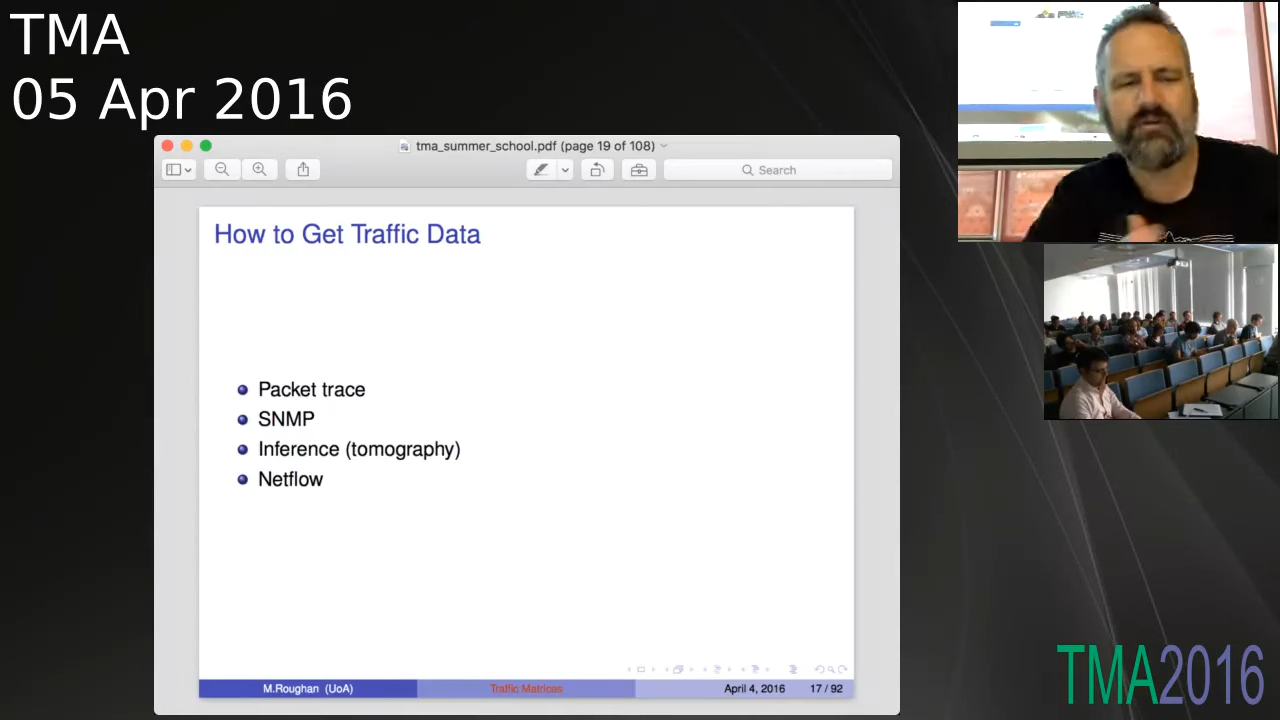 TMA
05 Apr 2016
tma_summer_school.pdf (page 19 of 108)
Search
How to Get Traffic Data
Packet trace
SNMP
Inference (tomography)
Netflow
M.Roughan (UoA)
Traffic Matrices
April 4, 2016
17 / 92
TMA2016